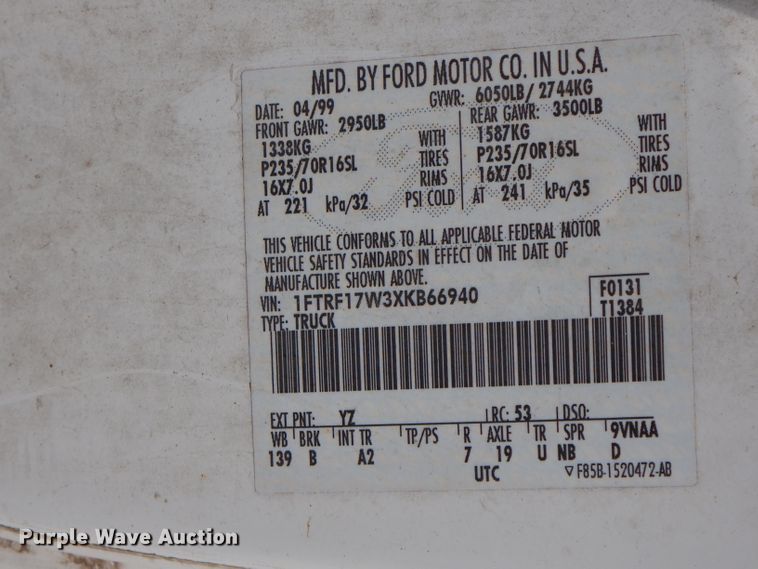 MFD. BY FORD MOTOR CO. IN U.S.A.
DATE: 04/99 GVWR: 6050LB/ 2744KG
FRONT GAWR: 2950LB REAR GAWR: 3500LB
1338KG WITH 1587KG WITH
P235/70R16SL TIRES P235/70R16SL TIRES
16X7.0J RIMS 16X7.0J RIMS
AT 221 kPa/32 PSI COLD AT 241 kPa/35 PSI COLD
THIS VEHICLE CONFORMS TO ALL APPLICABLE FEDERAL MOTOR
VEHICLE SAFETY STANDARDS IN EFFECT ON THE DATE OF
MANUFACTURE SHOWN ABOVE.
VIN: 1FTRF17W3XKB66940 F0131
TYPE: TRUCK T1384
EXT PNT: YZ RC: 53 DSO:
WB BRK INT TR TP/PS R AXLE TR SPR 9VNAA
139 B A2 7 19 U NB D
UTC ▽ F85B-1520472-AB
Purple Wave Auction